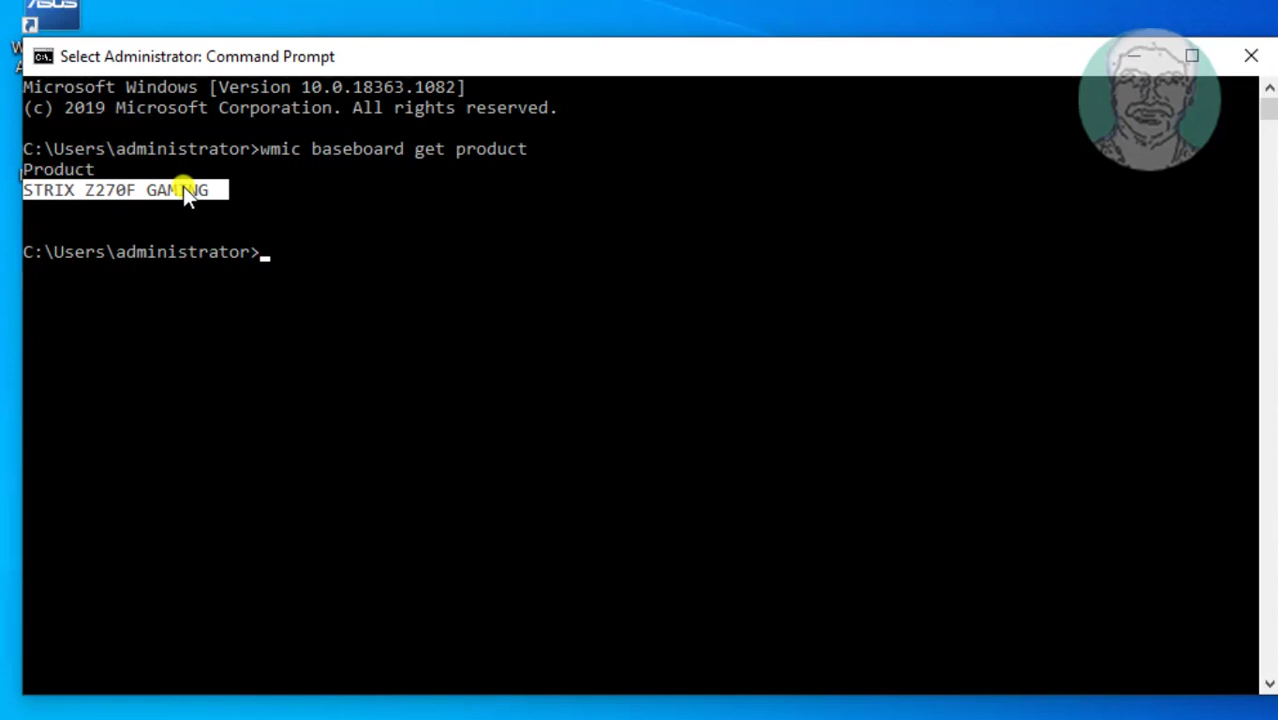 ASUS
Select Administrator: Command Prompt
Microsoft Windows [Version 10.0.18363.1082]
(c) 2019 Microsoft Corporation. All rights reserved.
C:\Users\administrator>wmic baseboard get product
Product
STRIX Z270F GAMING
C:\Users\administrator>